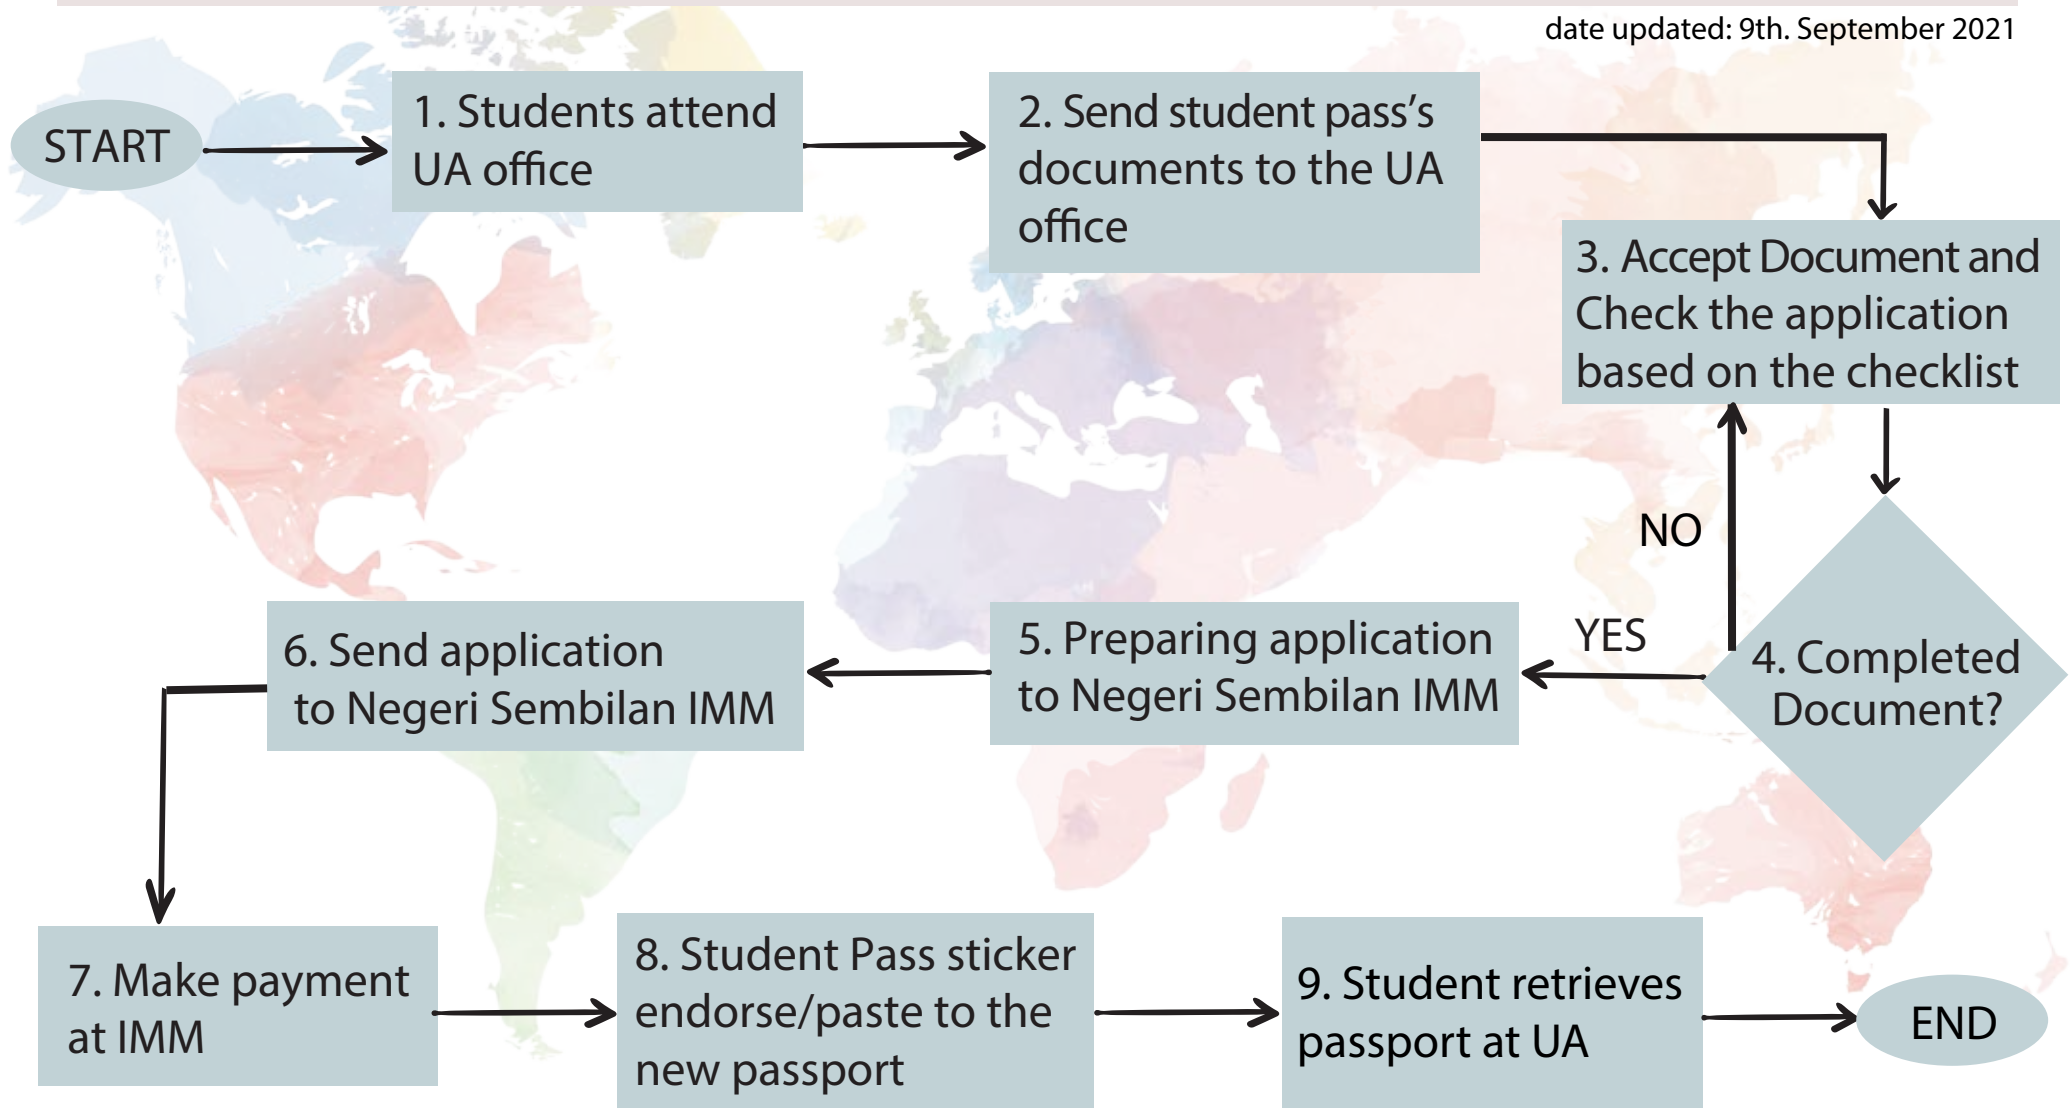 date updated: 9th. September 2021
START
1. Students attend
UA office
2. Send student pass's
documents to the UA
office
3. Accept Document and
Check the application
based on the checklist
NO
YES
4. Completed
Document?
5. Preparing application
to Negeri Sembilan IMM
6. Send application
to Negeri Sembilan IMM
7. Make payment
at IMM
8. Student Pass sticker
endorse/paste to the
new passport
9. Student retrieves
passport at UA
END